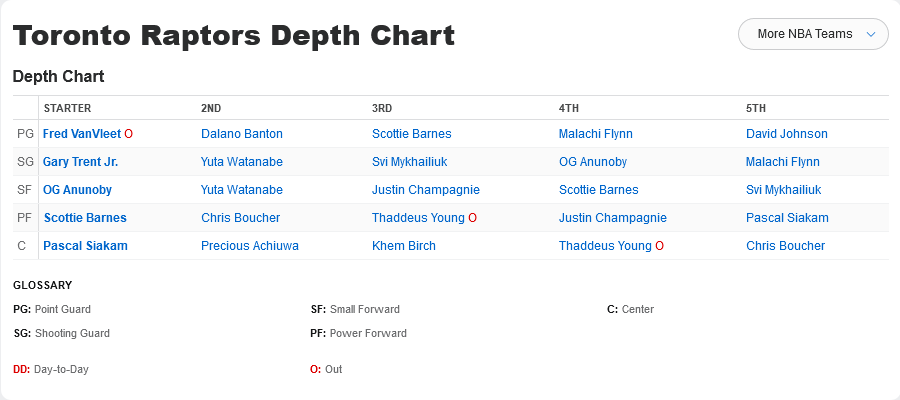 Toronto Raptors Depth Chart
More NBA Teams
Depth Chart
STARTER 2ND 3RD 4TH 5TH
PG Fred VanVleet O Dalano Banton Scottie Barnes Malachi Flynn David Johnson
SG Gary Trent Jr. Yuta Watanabe Svi Mykhailiuk OG Anunoby Malachi Flynn
SF OG Anunoby Yuta Watanabe Justin Champagnie Scottie Barnes Svi Mykhailiuk
PF Scottie Barnes Chris Boucher Thaddeus Young O Justin Champagnie Pascal Siakam
C Pascal Siakam Precious Achiuwa Khem Birch Thaddeus Young O Chris Boucher
GLOSSARY
PG: Point Guard SF: Small Forward C: Center
SG: Shooting Guard PF: Power Forward
DD: Day-to-Day O: Out